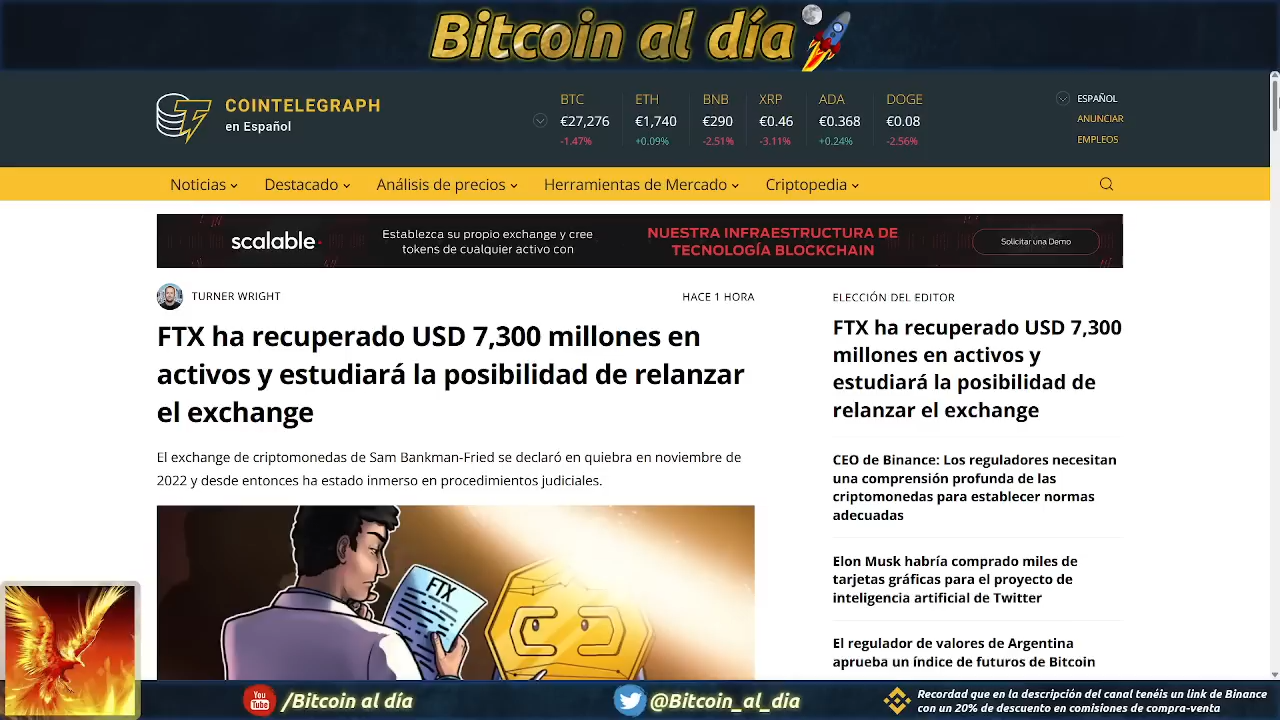 Bitcoin al día
COINTELEGRAPH
en Español
BTC ETH BNB XRP ADA DOGE
€27,276 €1,740 €290 €0.46 €0.368 €0.08
-1.47% +0.09% -2.51% -3.11% +0.24% -2.56%
ESPAÑOL
ANUNCIAR
EMPLEOS
Noticias Destacado Análisis de precios Herramientas de Mercado Criptopedia
scalable
Establezca su propio exchange y cree
tokens de cualquier activo con
NUESTRA INFRAESTRUCTURA DE
TECNOLOGÍA BLOCKCHAIN
Solicitar una Demo
TURNER WRIGHT
HACE 1 HORA
FTX ha recuperado USD 7,300 millones en
activos y estudiará la posibilidad de relanzar
el exchange
El exchange de criptomonedas de Sam Bankman-Fried se declaró en quiebra en noviembre de
2022 y desde entonces ha estado inmerso en procedimientos judiciales.
FTX
ELECCIÓN DEL EDITOR
FTX ha recuperado USD 7,300
millones en activos y
estudiará la posibilidad de
relanzar el exchange
CEO de Binance: Los reguladores necesitan
una comprensión profunda de las
criptomonedas para establecer normas
adecuadas
Elon Musk habría comprado miles de
tarjetas gráficas para el proyecto de
inteligencia artificial de Twitter
El regulador de valores de Argentina
aprueba un índice de futuros de Bitcoin
You
Tube
/Bitcoin al día
@Bitcoin_al_dia
Recordad que en la descripción del canal tenéis un link de Binance
con un 20% de descuento en comisiones de compra-venta